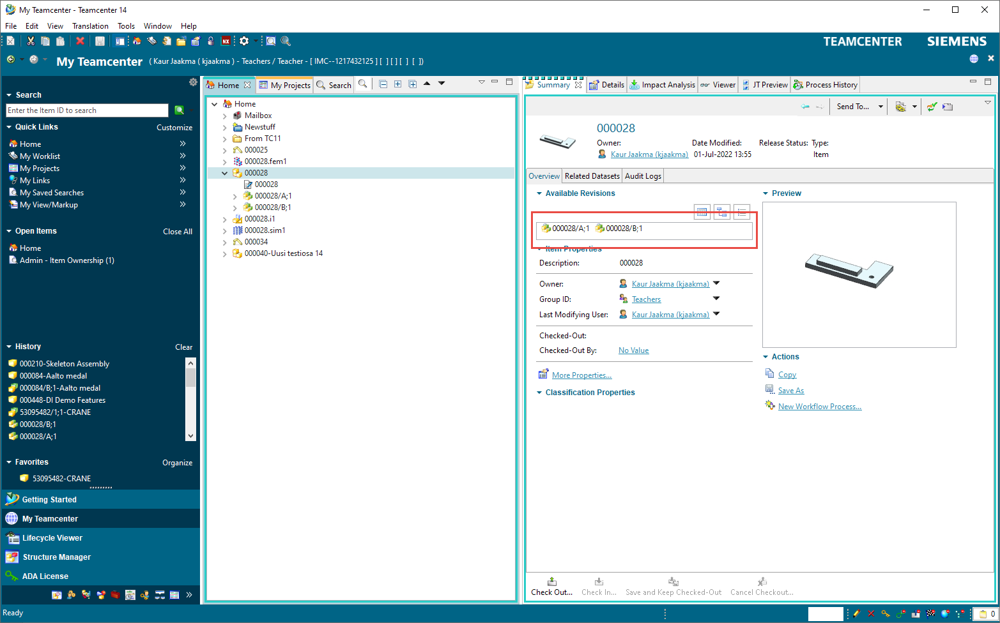 My Teamcenter - Teamcenter 14
File Edit View Translation Tools Window Help
NX
TEAMCENTER SIEMENS
My Teamcenter ( Kaur Jaakma ( kjaakma ) - Teachers / Teacher - [ IMC--1217432125 ] [ ] [ ] [ ] [ ])
Search
Enter the Item ID to search
Quick Links Customize
Home
My Worklist
My Projects
My Links
My Saved Searches
My View/Markup
Open Items Close All
Home
Admin - Item Ownership (1)
History Clear
000210-Skeleton Assembly
000084-Aalto medal
000084/B;1-Aalto medal
000448-DI Demo Features
53095482/1;1-CRANE
000028/B;1
000028/A;1
Favorites Organize
53095482-CRANE
Getting Started
My Teamcenter
Lifecycle Viewer
Structure Manager
ADA License
Home My Projects Search
Home
Mailbox
Newstuff
From TC11
000025
000028.fem1
000028
000028
000028/A;1
000028/B;1
000028.i1
000028.sim1
000034
000040-Uusi testiosa 14
Summary Details Impact Analysis Viewer JT Preview Process History
Send To...
000028
Owner: Date Modified: Release Status: Type:
Kaur Jaakma (kjaakma) 01-Jul-2022 13:55 Item
Overview Related Datasets Audit Logs
Available Revisions
000028/A;1 000028/B;1
Item Properties
Description: 000028
Owner: Kaur Jaakma (kjaakma)
Group ID: Teachers
Last Modifying User: Kaur Jaakma (kjaakma)
Checked-Out:
Checked-Out By: No Value
More Properties...
Classification Properties
Preview
Actions
Copy
Save As
New Workflow Process...
Check Out... Check In... Save and Keep Checked-Out Cancel Checkout...
Ready 0